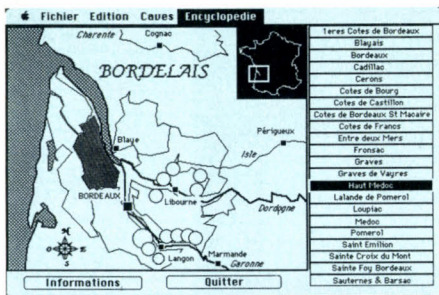 Fichier Edition Caves Encyclopédie
Charente
Cognac
BORDELAIS
Blaye
Périgueux
Isle
BORDEAUX
Libourne
Dordogne
N
O E
S
Langon
Marmande
Garonne
Informations
Quitter
1eres Cotes de Bordeaux
Blayais
Bordeaux
Cadillac
Cerons
Cotes de Bourg
Cotes de Castillon
Cotes de Bordeaux St Macaire
Cotes de Francs
Entre deux Mers
Fronsac
Graves
Graves de Vayres
Haut Medoc
Lalande de Pomerol
Loupiac
Medoc
Pomerol
Saint Emilion
Sainte Croix du Mont
Sainte Foy Bordeaux
Sauternes & Barsac